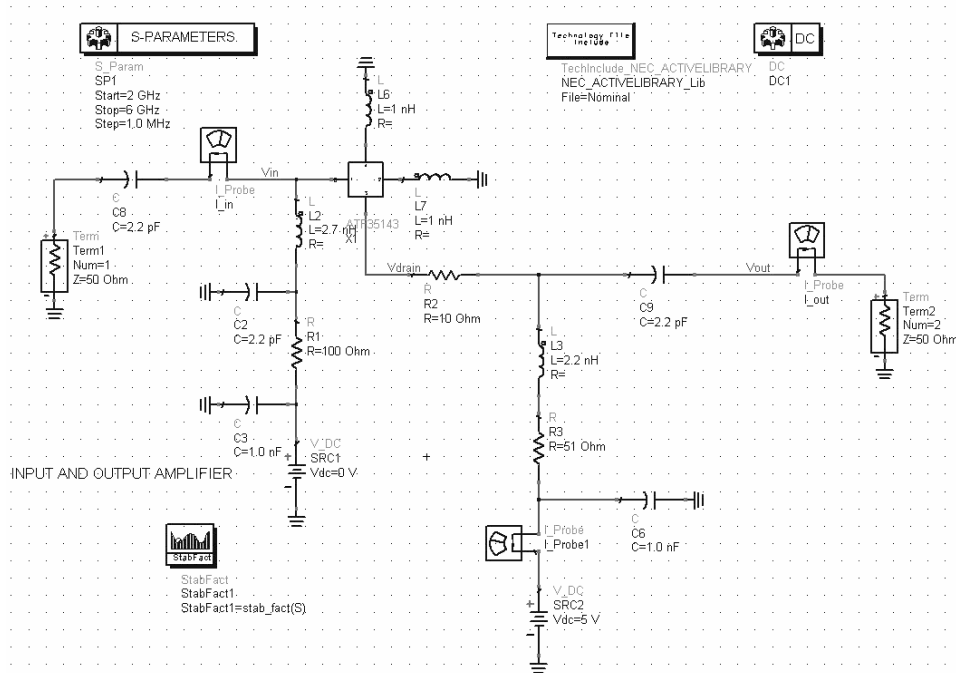 S-PARAMETERS
S_Param
SP1
Start=2 GHz
Stop=6 GHz
Step=1.0 MHz
Technology File
Include
TechInclude_NEC_ACTIVELIBRARY
NEC_ACTIVELIBRARY_Lib
File=Nominal
DC
DC
DC1
L
L6
L=1 nH
R=
I_Probe
I_in
Vin
C
C8
C=2.2 pF
Term
Term1
Num=1
Z=50 Ohm
L
L2
L=2.7 nH
R=
ATF35143
X1
L
L7
L=1 nH
R=
Vdrain
R
R2
R=10 Ohm
C
C9
C=2.2 pF
Vout
I_Probe
I_out
Term
Term2
Num=2
Z=50 Ohm
C
C2
C=2.2 pF
R
R1
R=100 Ohm
L
L3
L=2.2 nH
R=
C
C3
C=1.0 nF
R
R3
R=51 Ohm
V_DC
SRC1
Vdc=0 V
INPUT AND OUTPUT AMPLIFIER
C
C6
C=1.0 nF
I_Probe
I_Probe1
StabFact
StabFact
StabFact1
StabFact1=stab_fact(S)
V_DC
SRC2
Vdc=5 V